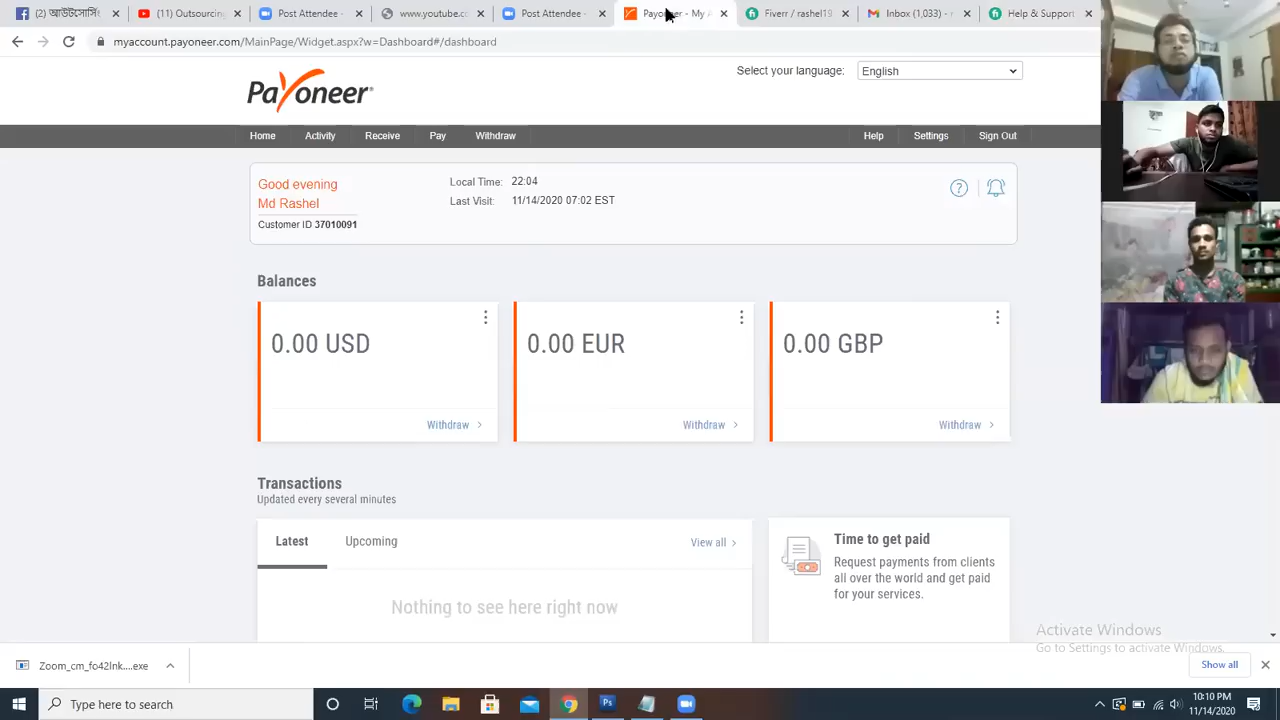 (2) আউটসোর্সি
(1) Outsourcing
Post Attendee -
www.youtube.c
Post Attendee -
Payoneer - My A
Fiverr / rashel19
Inbox (1,033) -
Help & Support
myaccount.payoneer.com/MainPage/Widget.aspx?w=Dashboard#/dashboard
Select your language: English
Payoneer
Home Activity Receive Pay Withdraw Help Settings Sign Out
Good evening
Md Rashel
Customer ID 37010091
Local Time: 22:04
Last Visit: 11/14/2020 07:02 EST
Balances
0.00 USD
Withdraw
0.00 EUR
Withdraw
0.00 GBP
Withdraw
Transactions
Updated every several minutes
Latest Upcoming View all
Nothing to see here right now
Time to get paid
Request payments from clients
all over the world and get paid
for your services.
Activate Windows
Go to Settings to activate Windows.
Zoom_cm_fo42lnk....exe
Show all
Type here to search
10:10 PM
11/14/2020